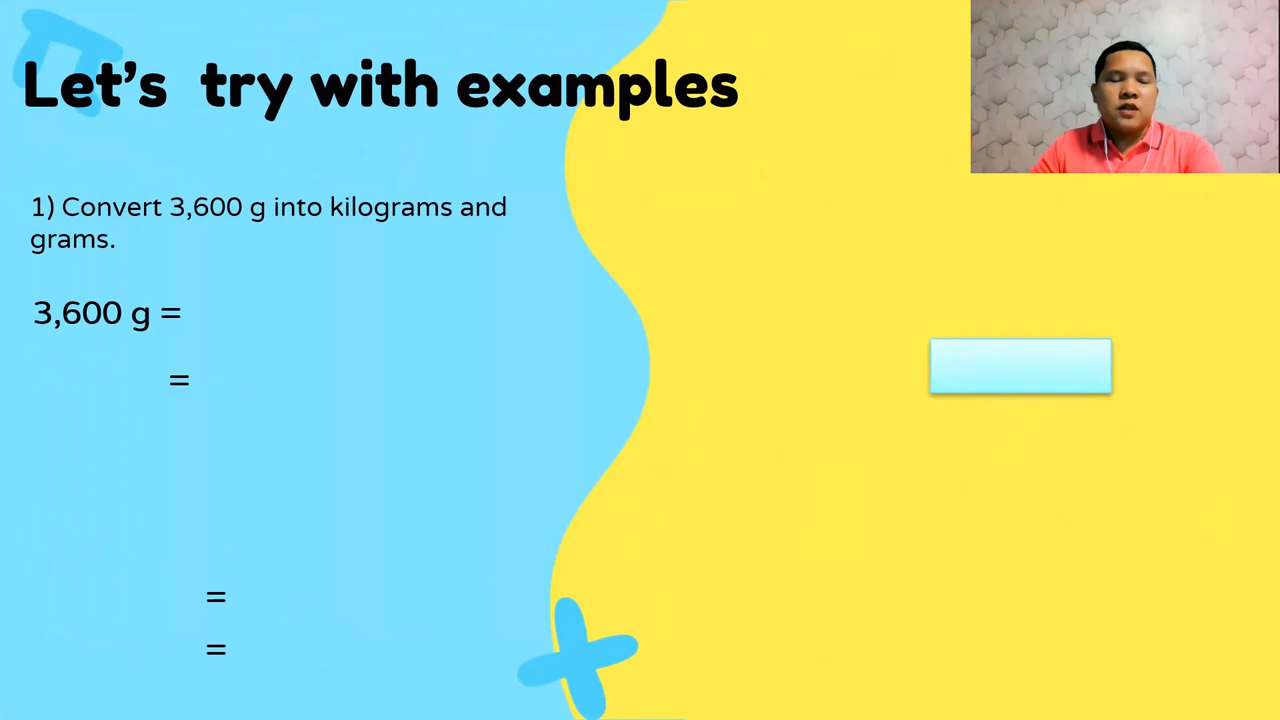 Let's try with examples
1) Convert 3,600 g into kilograms and
grams.
3,600 g =
=
=
=